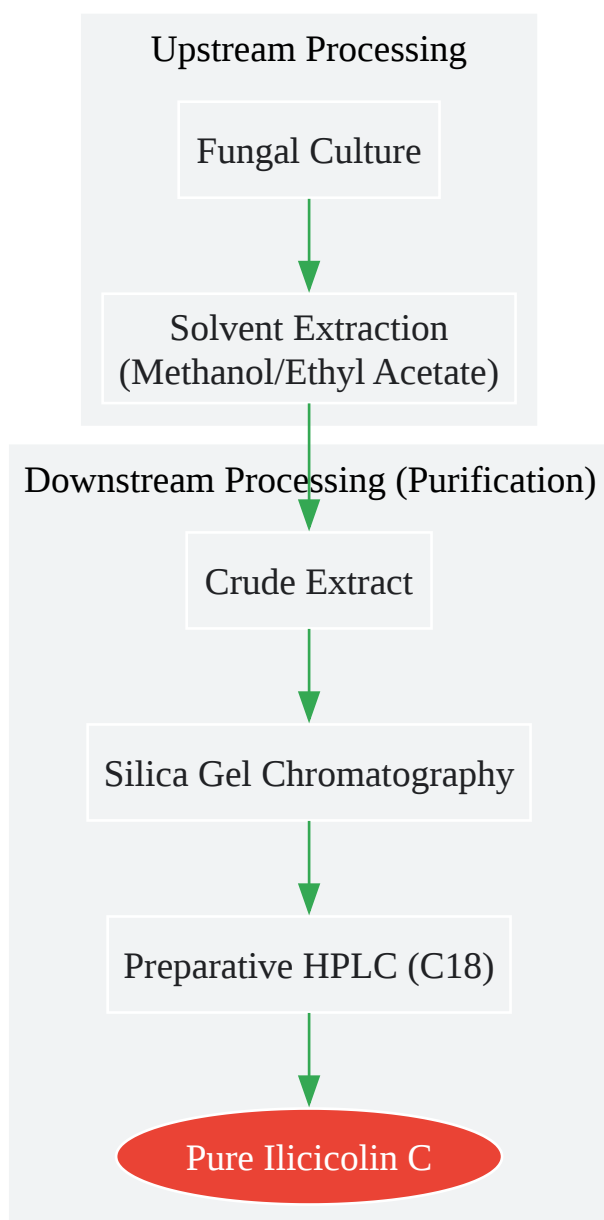 Upstream Processing
Fungal Culture
Solvent Extraction
(Methanol/Ethyl Acetate)
Downstream Processing (Purification)
Crude Extract
Silica Gel Chromatography
Preparative HPLC (C18)
Pure Ilicicolin C